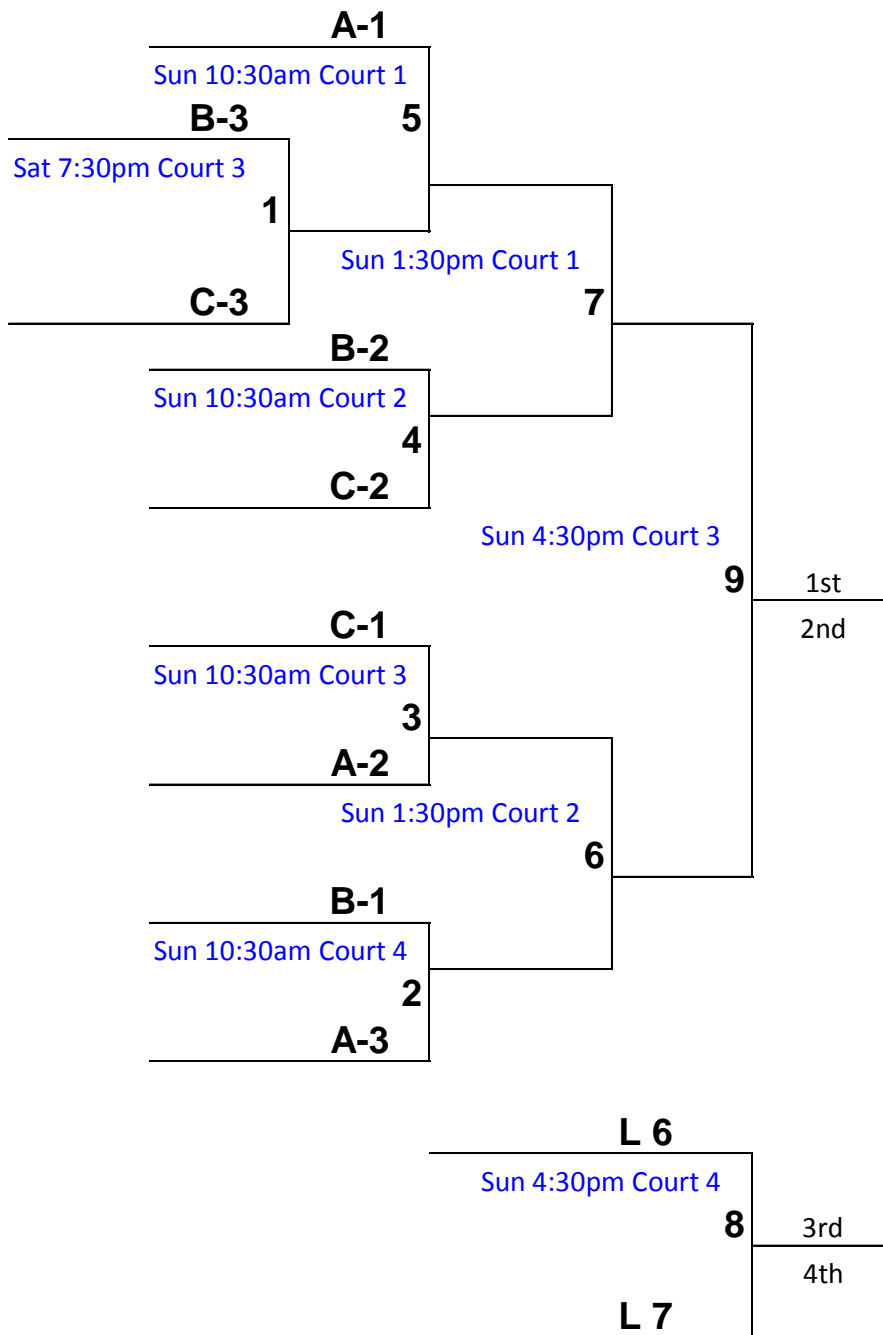 A-1
Sun 10:30am Court 1
B-3
5
Sat 7:30pm Court 3
1
Sun 1:30pm Court 1
C-3
7
B-2
Sun 10:30am Court 2
4
C-2
Sun 4:30pm Court 3
9
1st
2nd
C-1
Sun 10:30am Court 3
3
A-2
Sun 1:30pm Court 2
6
B-1
Sun 10:30am Court 4
2
A-3
L 6
Sun 4:30pm Court 4
8
3rd
4th
L 7